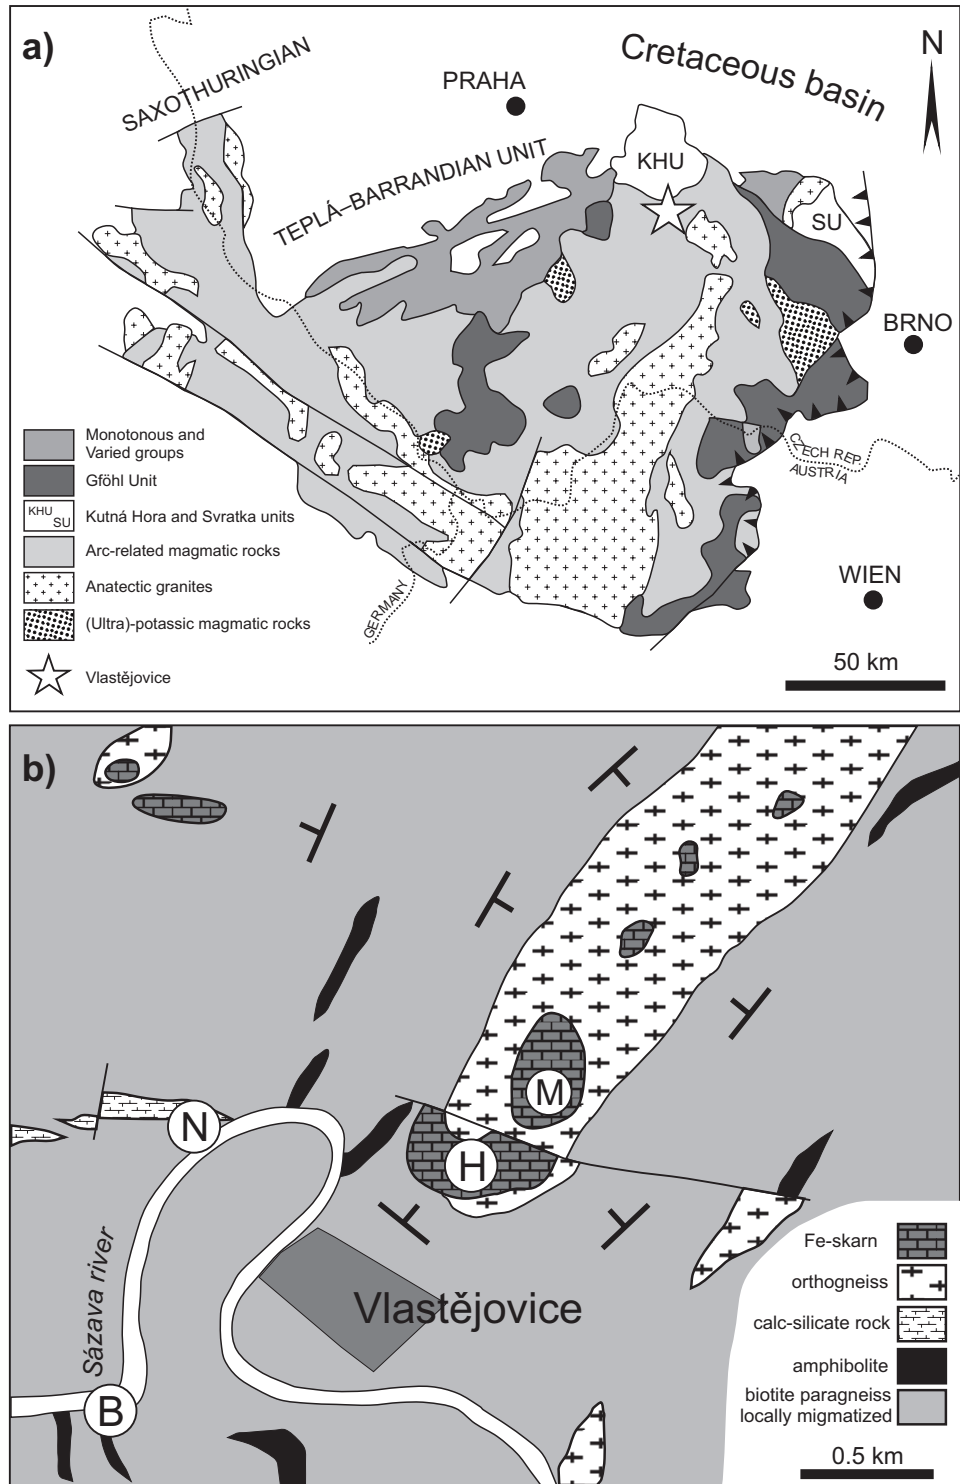 a)
SAXOTHURINGIAN
PRAHA
Cretaceous basin
N
TEPLÁ–BARRANDIAN UNIT
KHU
SU
BRNO
CZECH REP.
AUSTRIA
WIEN
GERMANY
Monotonous and
Varied groups
Gföhl Unit
KHU
SU
Kutná Hora and Svratka units
Arc-related magmatic rocks
Anatectic granites
(Ultra)-potassic magmatic rocks
Vlastějovice
50 km
b)
M
N
H
Sázava river
Vlastějovice
B
Fe-skarn
orthogneiss
calc-silicate rock
amphibolite
biotite paragneiss
locally migmatized
0.5 km